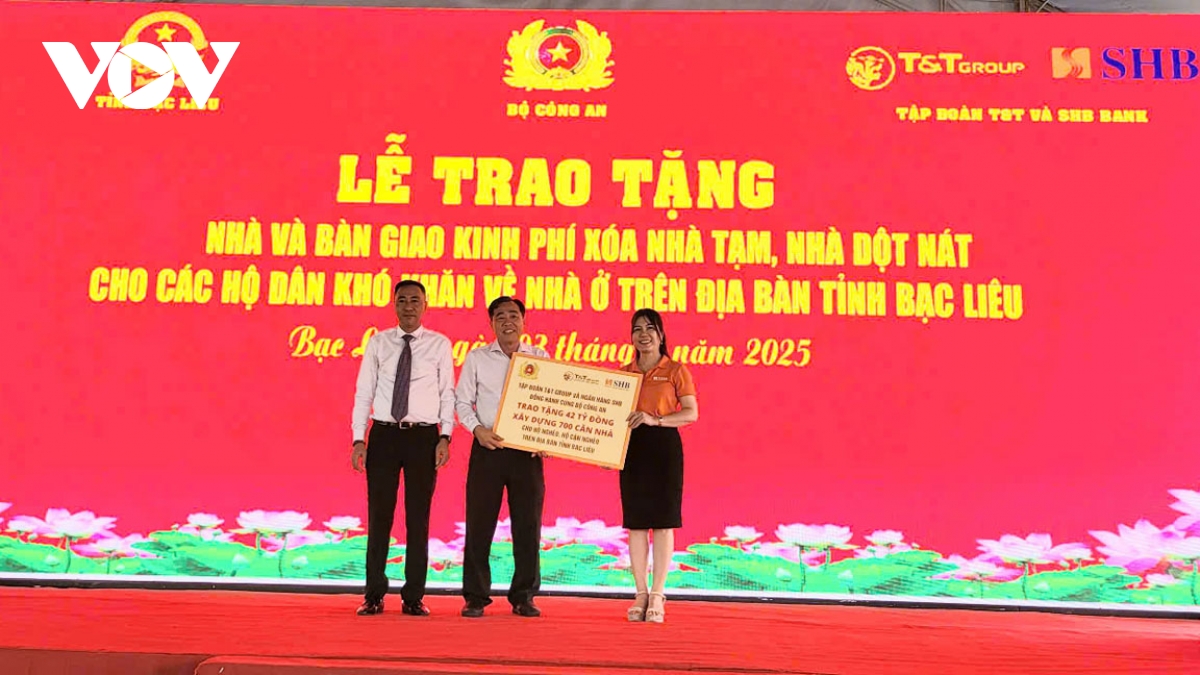 VOV
TỈNH BẠC LIÊU
BỘ CÔNG AN
T&TGROUP
SHB
TẬP ĐOÀN T&T VÀ SHB BANK
LỄ TRAO TẶNG
NHÀ VÀ BÀN GIAO KINH PHÍ XÓA NHÀ TẠM, NHÀ DỘT NÁT
CHO CÁC HỘ DÂN KHÓ KHĂN VỀ NHÀ Ở TRÊN ĐỊA BÀN TỈNH BẠC LIÊU
Bạc 03 tháng năm 2025
T&T
SHB
TẬP ĐOÀN T&T GROUP VÀ NGÂN HÀNG SHB
ĐỒNG HÀNH CÙNG BỘ CÔNG AN
TRAO TẶNG 42 TỶ ĐỒNG
XÂY DỰNG 700 CĂN NHÀ
CHO HỘ NGHÈO, HỘ CẬN NGHÈO
TRÊN ĐỊA BÀN TỈNH BẠC LIÊU